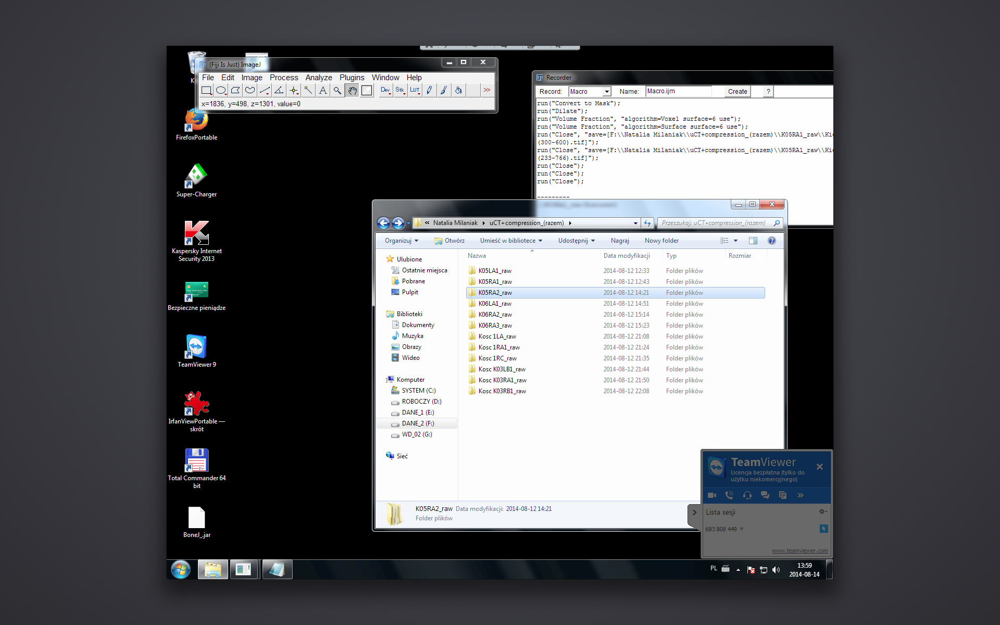 (Fiji Is Just) ImageJ
File Edit Image Process Analyze Plugins Window Help
Dev Stk LUT >>
x=1836, y=498, z=1301, value=0
FirefoxPortable
Super-Charger
Kaspersky Internet
Security 2013
Bezpieczne pieniądze
TeamViewer 9
IrfanViewPortable —
skrót
Total Commander 64
bit
BoneJ_.jar
Recorder
Record: Macro Name: Macro.ijm Create ?
run("Convert to Mask");
run("Dilate");
run("Volume Fraction", "algorithm=Voxel surface=6 use");
run("Volume Fraction", "algorithm=Surface surface=6 use");
run("Close", "save=[F:\\Natalia Milaniak\\uCT+compression_(razem)\\K05RA1_raw\\Ki
(300-600).tif]");
run("Close", "save=[F:\\Natalia Milaniak\\uCT+compression_(razem)\\K05RA1_raw\\Ki
(233-766).tif]");
run("Close");
run("Close");
run("Close");
---------
« Natalia Milaniak uCT+compression_(razem)
Przeszukaj: uCT+compression_(razem)
Organizuj Otwórz Umieść w bibliotece Udostępnij Nagraj Nowy folder
Ulubione
Ostatnie miejsca
Pobrane
Pulpit
Biblioteki
Dokumenty
Muzyka
Obrazy
Wideo
Komputer
SYSTEM (C:)
ROBOCZY (D:)
DANE_1 (E:)
DANE_2 (F:)
WD_02 (G:)
Sieć
Nazwa Data modyfikacji Typ Rozmiar
K05LA1_raw 2014-08-12 12:33 Folder plików
K05RA1_raw 2014-08-12 12:43 Folder plików
K05RA2_raw 2014-08-12 14:21 Folder plików
K06LA1_raw 2014-08-12 14:51 Folder plików
K06RA2_raw 2014-08-12 15:14 Folder plików
K06RA3_raw 2014-08-12 15:23 Folder plików
Kosc 1LA_raw 2014-08-12 21:08 Folder plików
Kosc 1RA1_raw 2014-08-12 21:24 Folder plików
Kosc 1RC_raw 2014-08-12 21:35 Folder plików
Kosc K03LB1_raw 2014-08-12 21:44 Folder plików
Kosc K03RA1_raw 2014-08-12 21:50 Folder plików
Kosc K03RB1_raw 2014-08-12 22:08 Folder plików
K05RA2_raw Data modyfikacji: 2014-08-12 14:21
Folder plików
TeamViewer
Licencja bezpłatna (tylko do
użytku niekomercyjnego)
Lista sesji
683 808 449
www.teamviewer.com
PL
13:59
2014-08-14